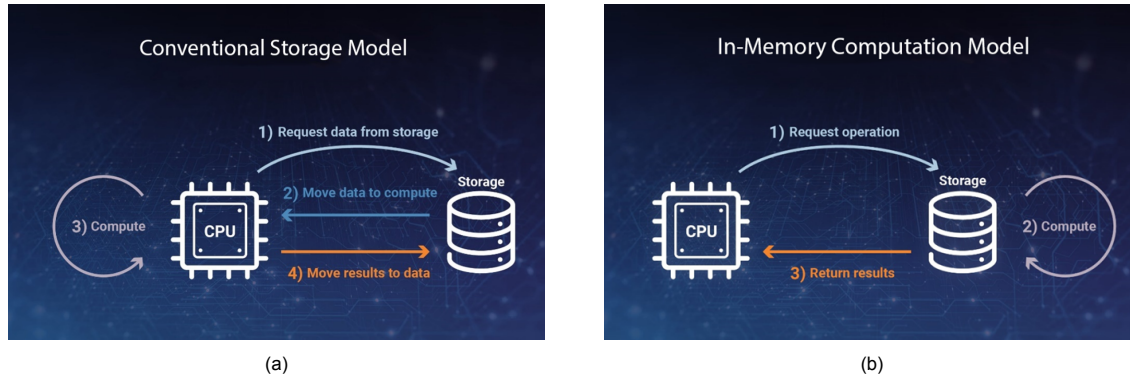 Conventional Storage Model
1) Request data from storage
Storage
2) Move data to compute
3) Compute
CPU
4) Move results to data
(a)
In-Memory Computation Model
1) Request operation
Storage
CPU
2) Compute
3) Return results
(b)